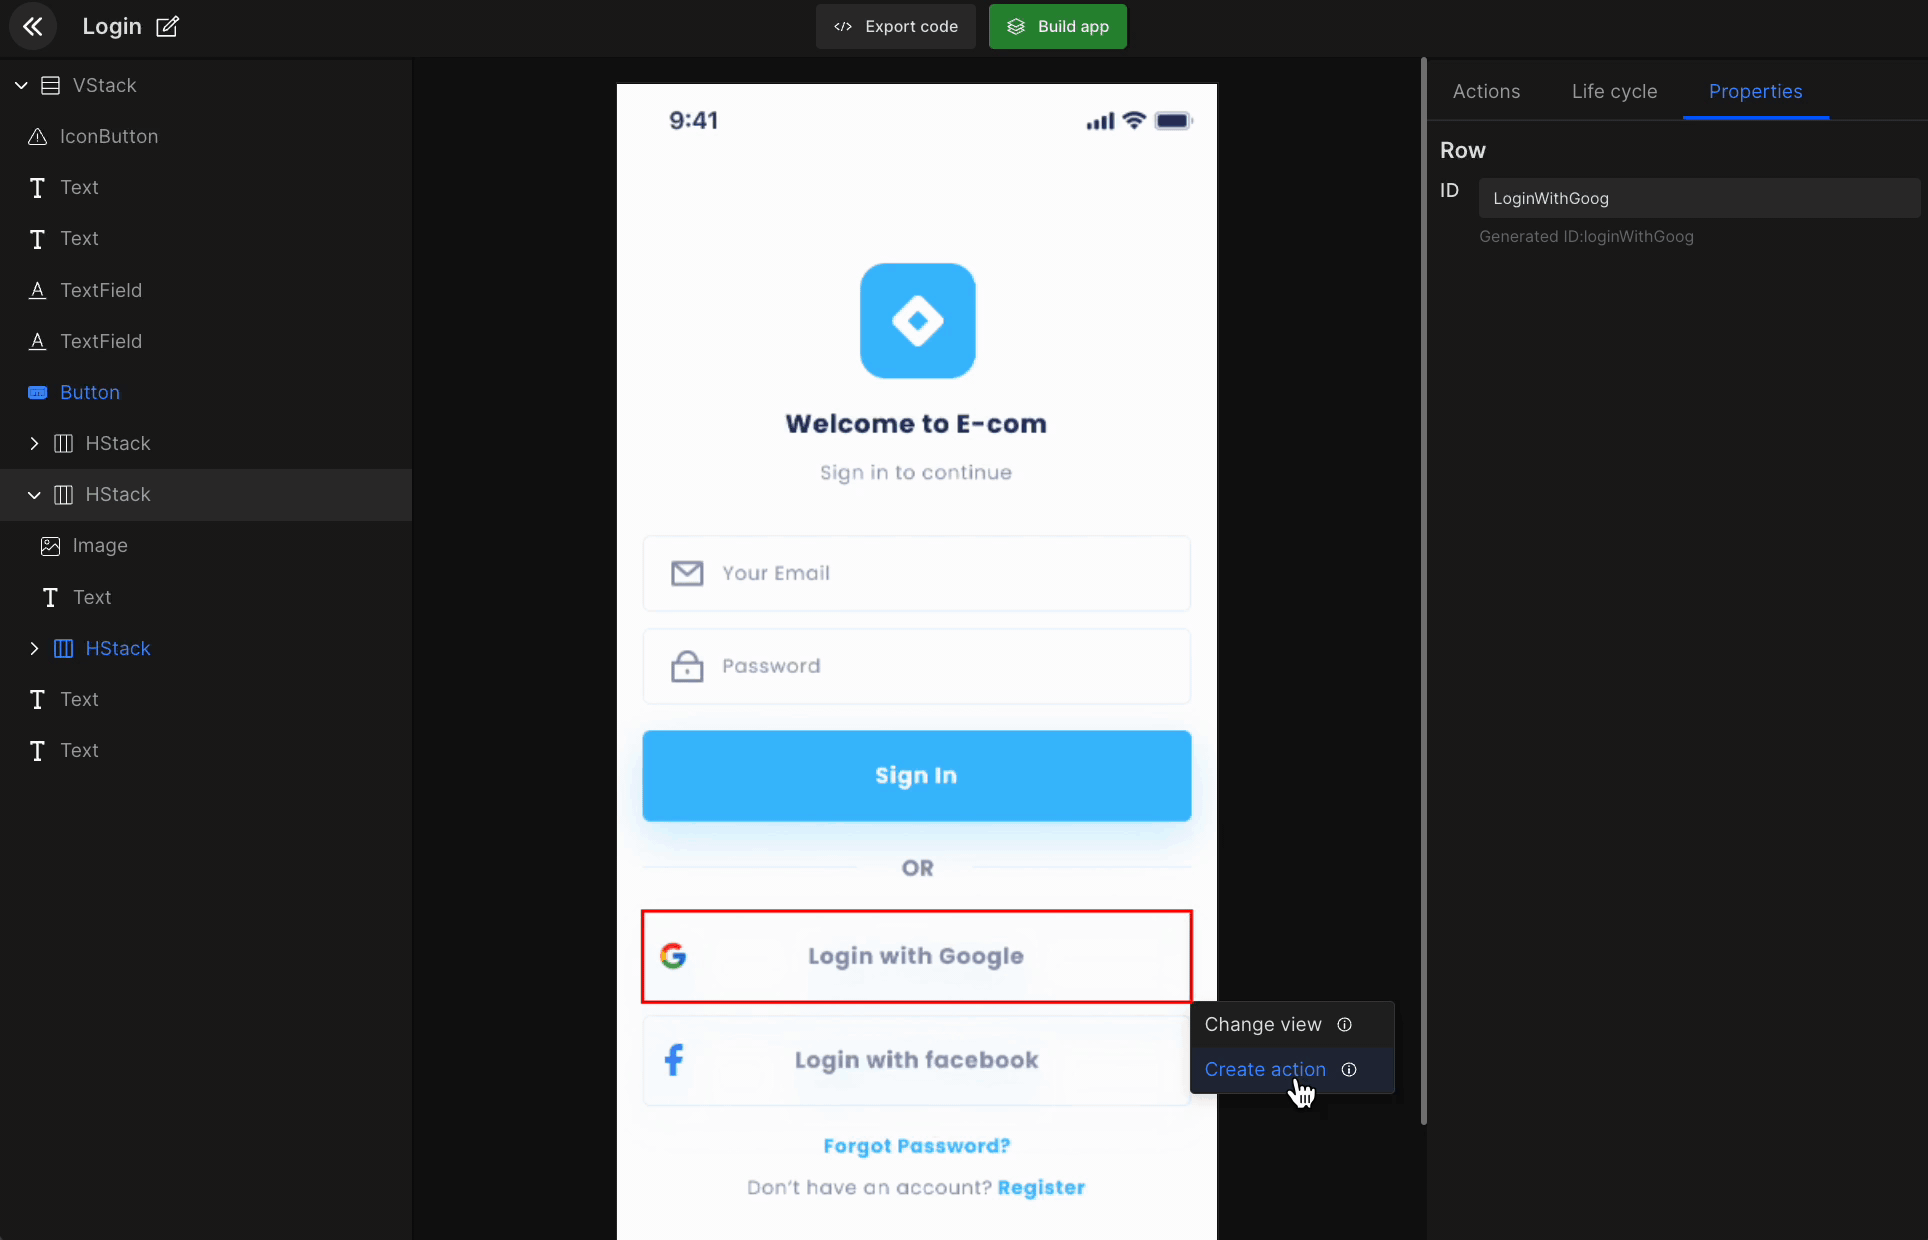 Login
Export code
Build app
VStack
IconButton
Text
Text
TextField
TextField
Button
HStack
HStack
Image
Text
HStack
Text
Text
9:41
Welcome to E-com
Sign in to continue
Your Email
Password
Sign In
OR
Login with Google
Login with facebook
Forgot Password?
Don't have an account? Register
Change view
Create action
Actions
Life cycle
Properties
Row
ID
LoginWithGoog
Generated ID:loginWithGoog